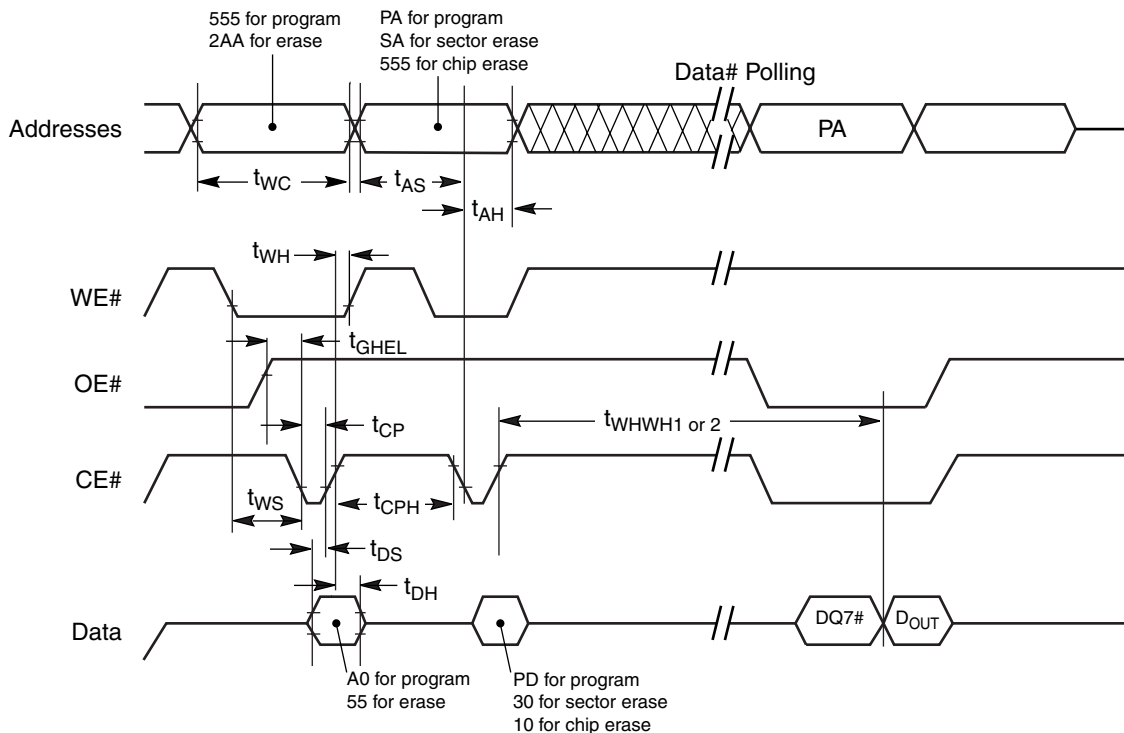 555 for program
2AA for erase
PA for program
SA for sector erase
555 for chip erase
Data# Polling
Addresses
PA
tWC
tAS
tAH
tWH
WE#
tGHEL
OE#
tCP
tWHWH1 or 2
CE#
tWS
tCPH
tDS
tDH
Data
DQ7#
DOUT
A0 for program
55 for erase
PD for program
30 for sector erase
10 for chip erase